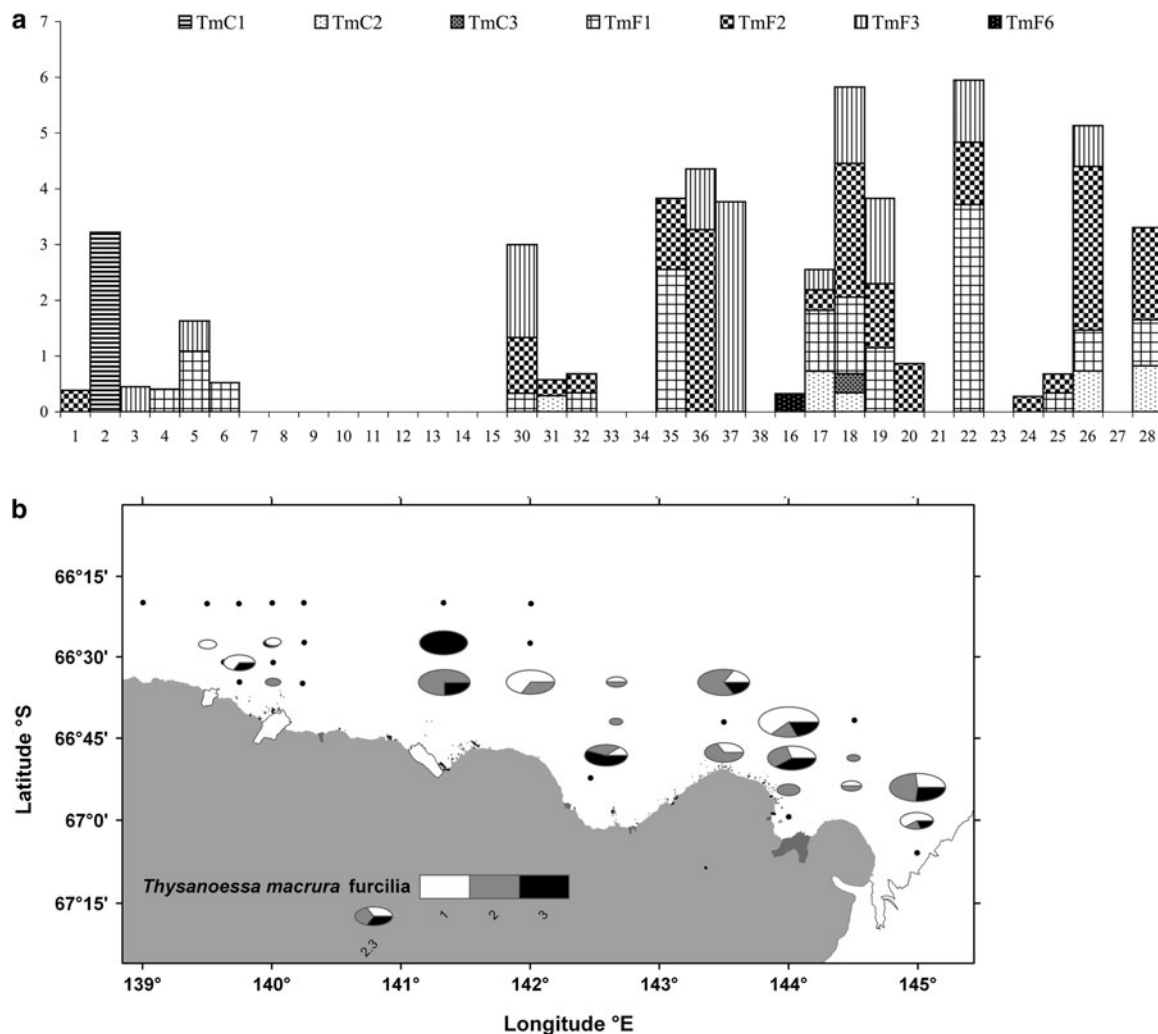 a
TmC1 TmC2 TmC3 TmF1 TmF2 TmF3 TmF6
7
6
5
4
3
2
1
0
1 2 3 4 5 6 7 8 9 10 11 12 13 14 15 30 31 32 33 34 35 36 37 38 16 17 18 19 20 21 22 23 24 25 26 27 28
b
66°15'
66°30'
66°45'
67°0'
67°15'
Latitude °S
Thysanoessa macrura furcilia
1 2 3
2.3
139° 140° 141° 142° 143° 144° 145°
Longitude °E